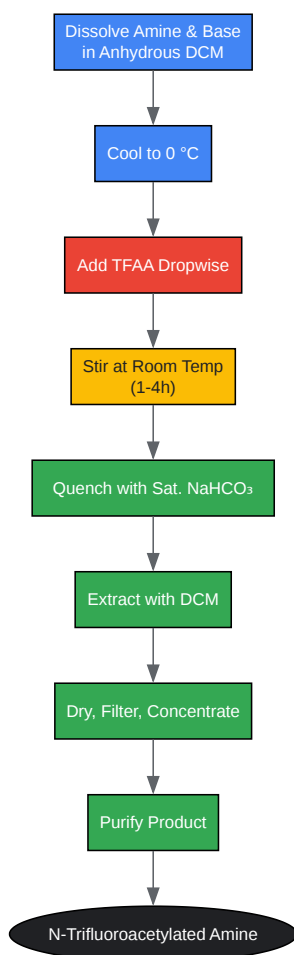 Dissolve Amine & Base
in Anhydrous DCM
Cool to 0 °C
Add TFAA Dropwise
Stir at Room Temp
(1-4h)
Quench with Sat. NaHCO₃
Extract with DCM
Dry, Filter, Concentrate
Purify Product
N-Trifluoroacetylated Amine